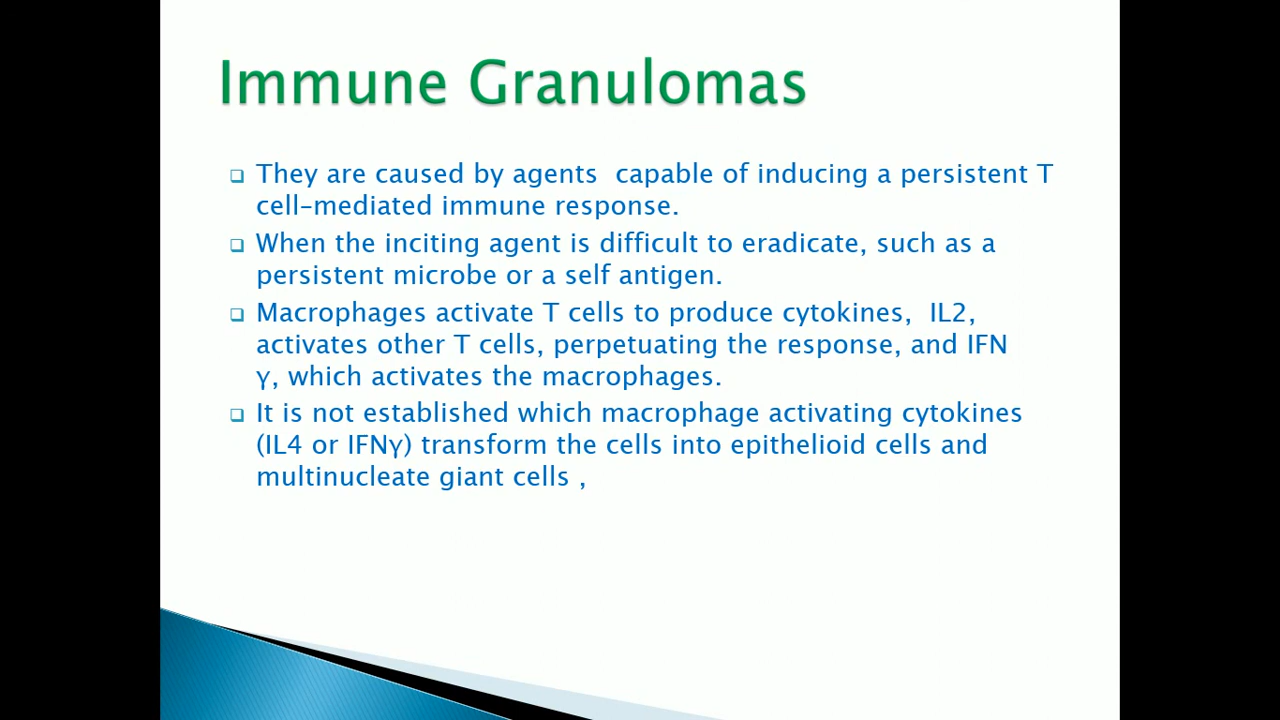 Immune Granulomas
They are caused by agents  capable of inducing a persistent T
cell-mediated immune response.
When the inciting agent is difficult to eradicate, such as a
persistent microbe or a self antigen.
Macrophages activate T cells to produce cytokines,  IL2,
activates other T cells, perpetuating the response, and IFN
γ, which activates the macrophages.
It is not established which macrophage activating cytokines
(IL4 or IFNγ) transform the cells into epithelioid cells and
multinucleate giant cells ,